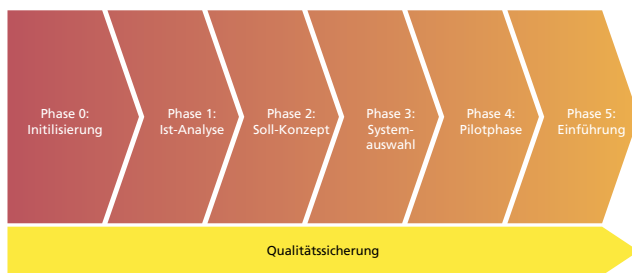 Phase 0:
Initilisierung
Phase 1:
Ist-Analyse
Phase 2:
Soll-Konzept
Phase 3:
System-
auswahl
Phase 4:
Pilotphase
Phase 5:
Einführung
Qualitätssicherung